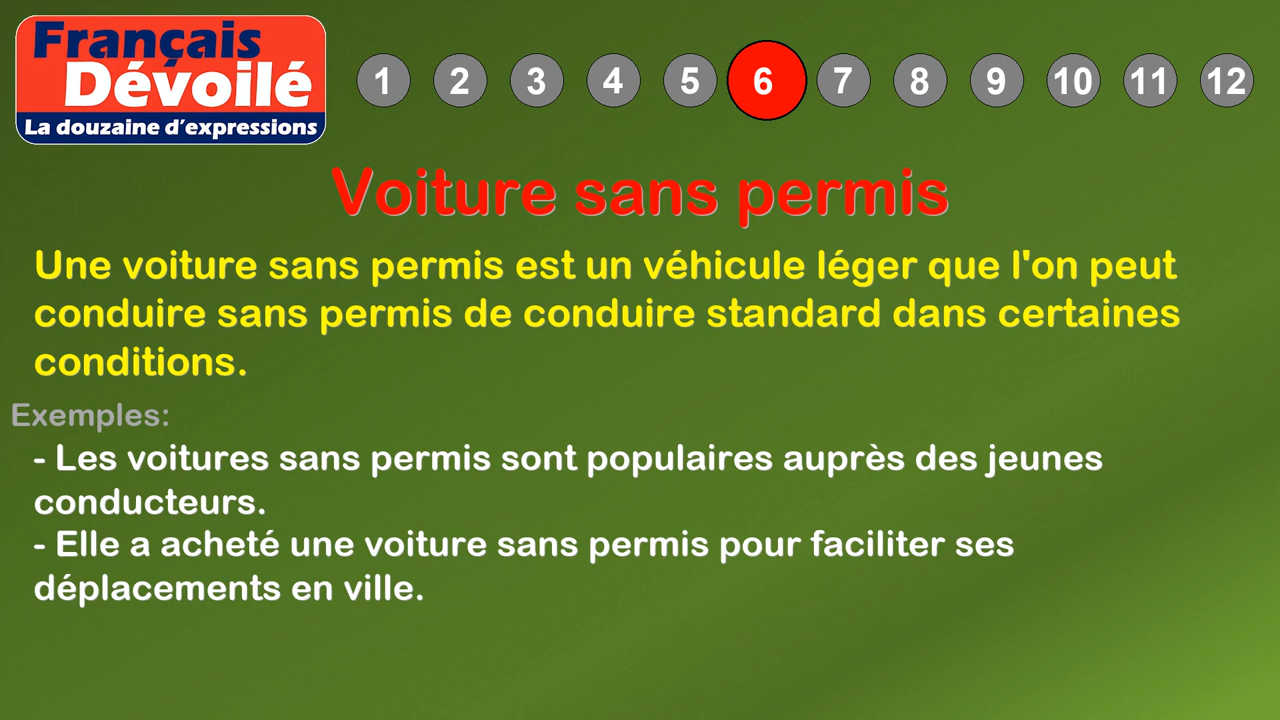 Français
Dévoilé
La douzaine d'expressions
1 2 3 4 5 6 7 8 9 10 11 12
Voiture sans permis
Une voiture sans permis est un véhicule léger que l'on peut
conduire sans permis de conduire standard dans certaines
conditions.
Exemples:
- Les voitures sans permis sont populaires auprès des jeunes
conducteurs.
- Elle a acheté une voiture sans permis pour faciliter ses
déplacements en ville.